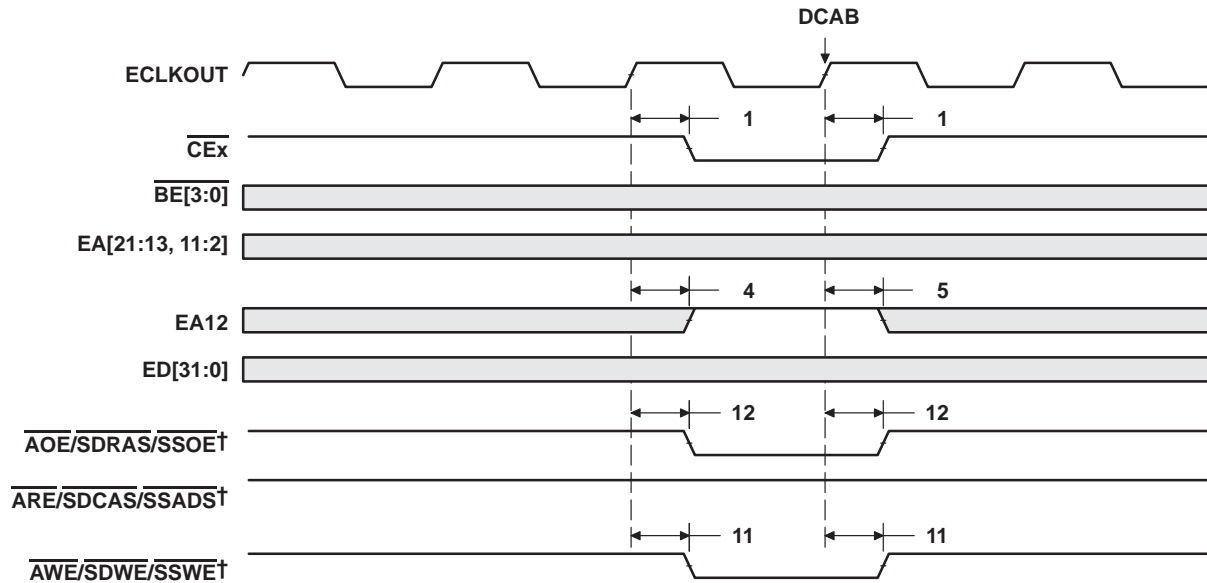 DCAB
ECLKOUT
1 1
CEx
BE[3:0]
EA[21:13, 11:2]
4 5
EA12
ED[31:0]
12 12
AOE/SDRAS/SSOE†
ARE/SDCAS/SSADS†
11 11
AWE/SDWE/SSWE†